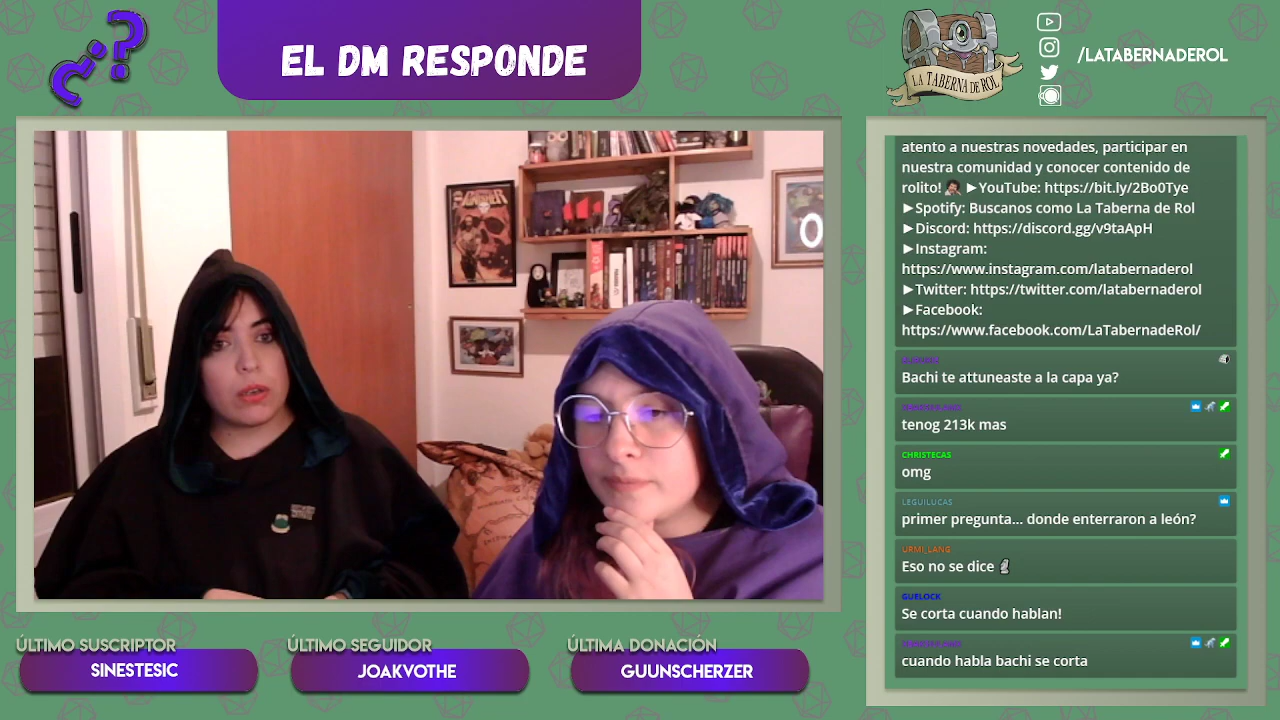 ¿?
EL DM RESPONDE
LA TABERNA DE ROL
/LATABERNADEROL
atento a nuestras novedades, participar en
nuestra comunidad y conocer contenido de
rolito! ►YouTube: https://bit.ly/2Bo0Tye
►Spotify: Buscanos como La Taberna de Rol
►Discord: https://discord.gg/v9taApH
►Instagram:
https://www.instagram.com/latabernaderol
►Twitter: https://twitter.com/latabernaderol
►Facebook:
https://www.facebook.com/LaTabernadeRol/
Bachi te attuneaste a la capa ya?
tenog 213k mas
CHRISTECAS
omg
LEGUILUCAS
primer pregunta... donde enterraron a león?
URMI_LANG
Eso no se dice
GUELOCK
Se corta cuando hablan!
cuando habla bachi se corta
ÚLTIMO SUSCRIPTOR
SINESTESIC
ÚLTIMO SEGUIDOR
JOAKVOTHE
ÚLTIMA DONACIÓN
GUUNSCHERZER